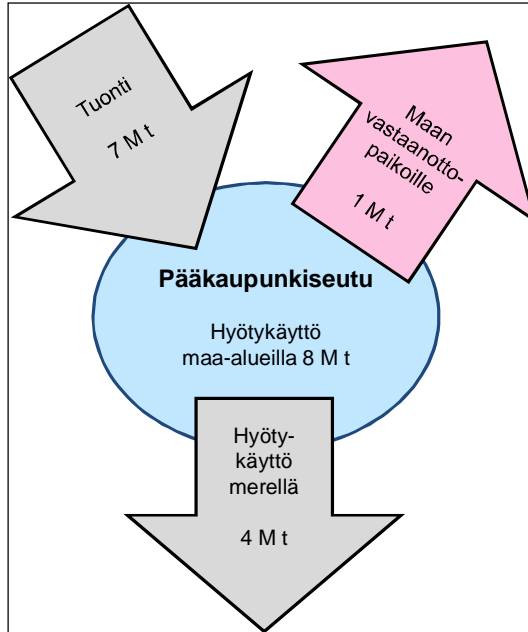 Tuonti
7 M t
Maan
vastaanotto-
paikoille
1 M t
Pääkaupunkiseutu
Hyötykäyttö
maa-alueilla 8 M t
Hyöty-
käyttö
merellä
4 M t